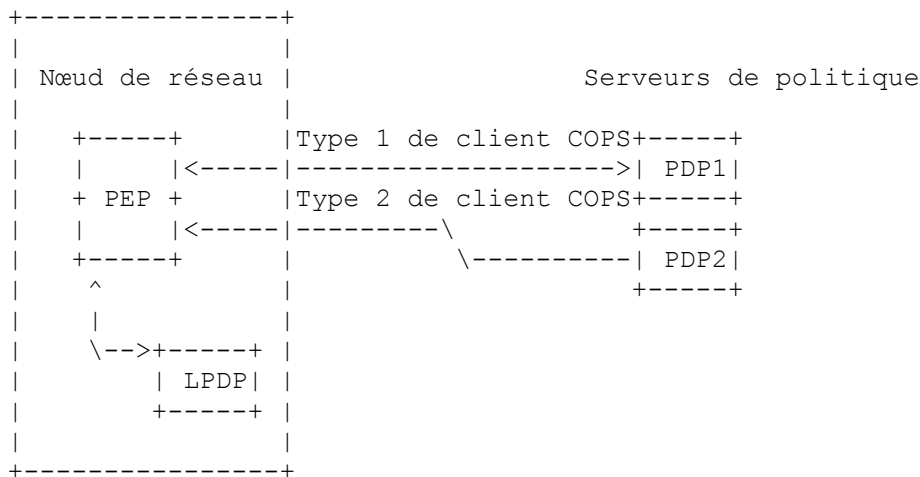 Nœud de réseau Serveurs de politique
Type 1 de client COPS
PDP1
PEP Type 2 de client COPS
PDP2
LPDP